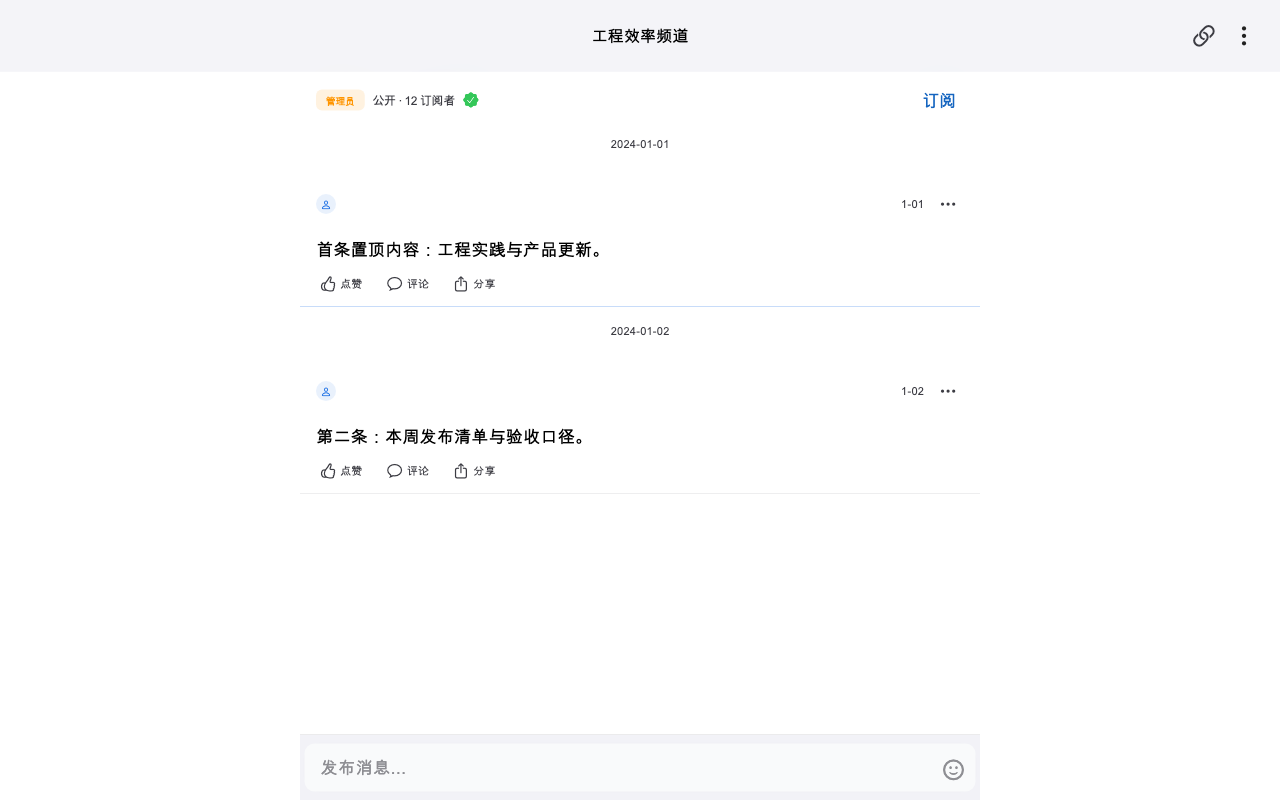 工程效率频道
管理员 公开 · 12 订阅者 订阅
2024-01-01
1-01
首条置顶内容：工程实践与产品更新。
点赞 评论 分享
2024-01-02
1-02
第二条：本周发布清单与验收口径。
点赞 评论 分享
发布消息...